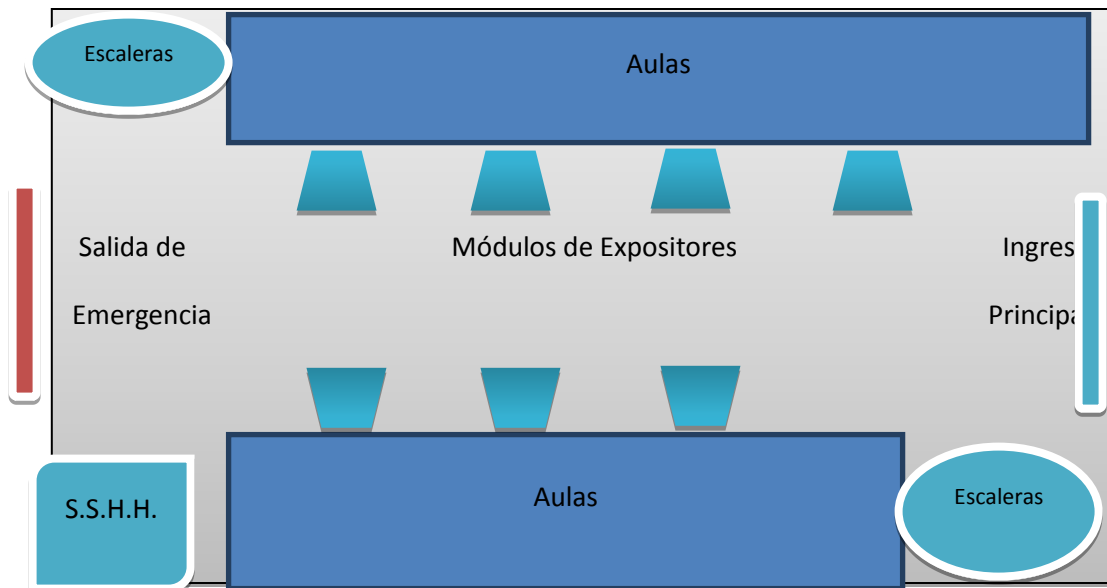 Escaleras
Aulas
Salida de
Módulos de Expositores
Ingres
Emergencia
Principa
S.S.H.H.
Aulas
Escaleras